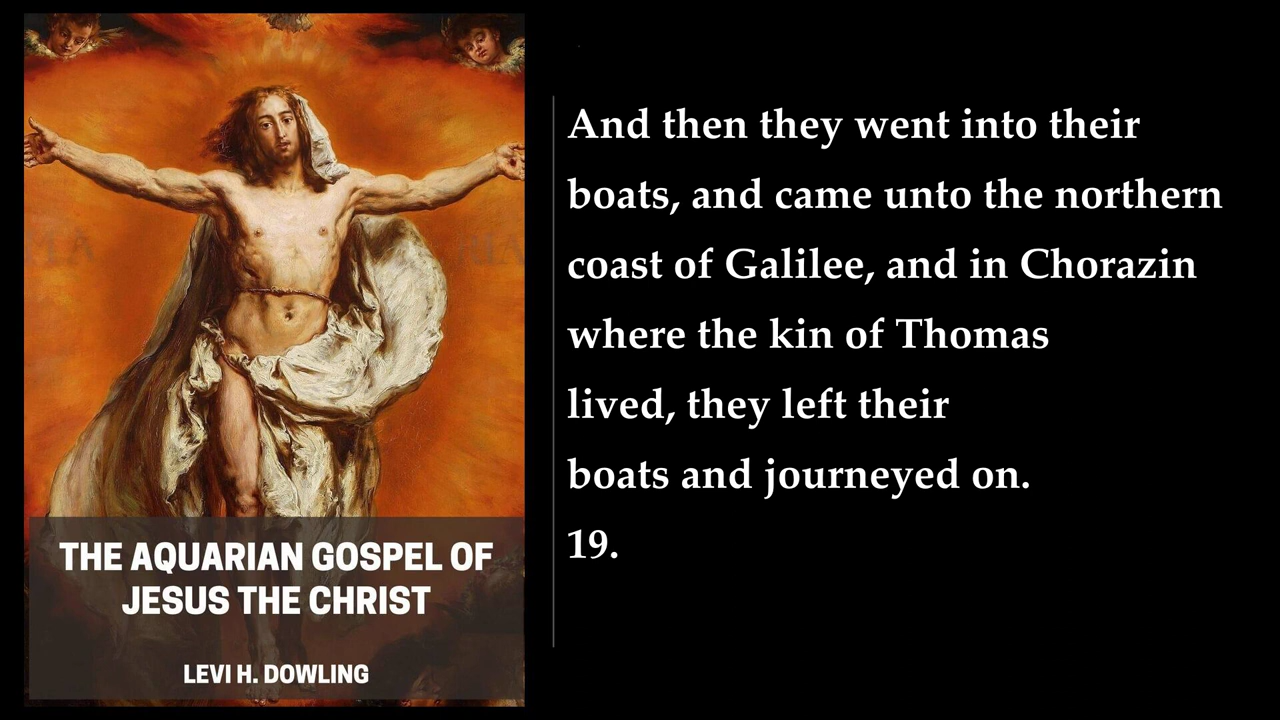 THE AQUARIAN GOSPEL OF
JESUS THE CHRIST
LEVI H. DOWLING
And then they went into their
boats, and came unto the northern
coast of Galilee, and in Chorazin
where the kin of Thomas
lived, they left their
boats and journeyed on.
19.